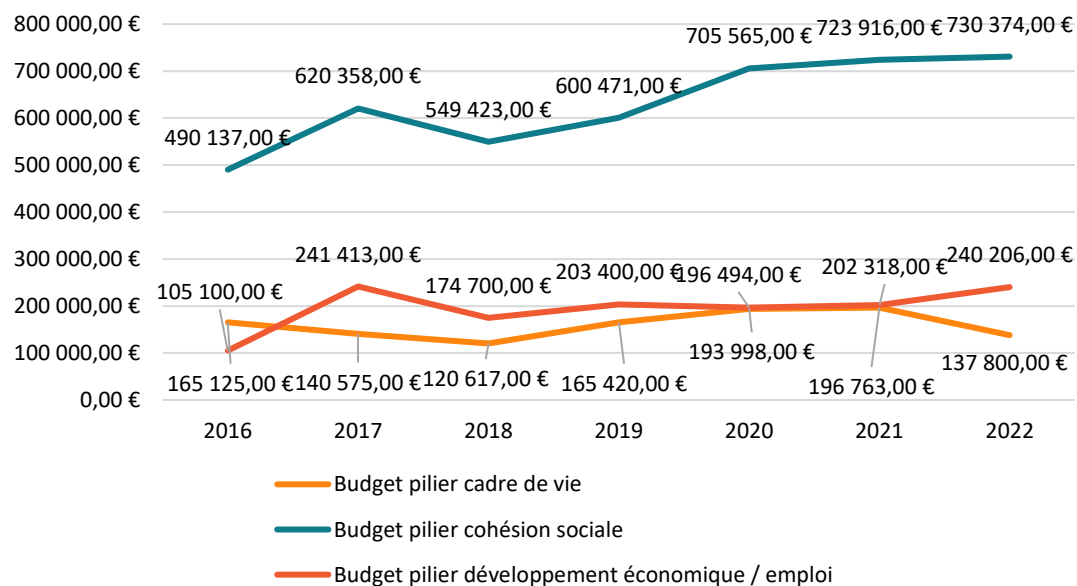 800 000,00 €
700 000,00 €
600 000,00 €
500 000,00 €
400 000,00 €
300 000,00 €
200 000,00 €
100 000,00 €
0,00 €
490 137,00 €
620 358,00 €
549 423,00 €
600 471,00 €
705 565,00 €
723 916,00 €
730 374,00 €
105 100,00 €
241 413,00 €
174 700,00 €
203 400,00 €
196 494,00 €
202 318,00 €
240 206,00 €
165 125,00 €
140 575,00 €
120 617,00 €
165 420,00 €
193 998,00 €
196 763,00 €
137 800,00 €
2016 2017 2018 2019 2020 2021 2022
Budget pilier cadre de vie
Budget pilier cohésion sociale
Budget pilier développement économique / emploi